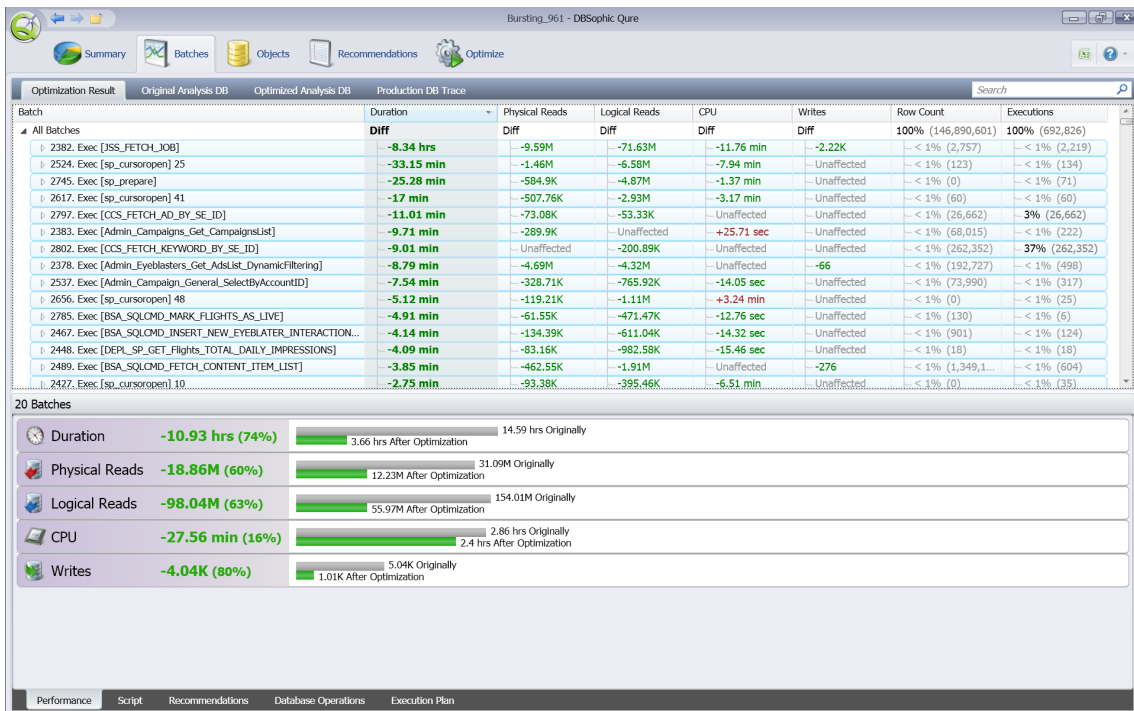 Bursting_961 - DBSophic Qure
Summary Batches Objects Recommendations Optimize
Optimization Result Original Analysis DB Optimized Analysis DB Production DB Trace Search
Batch Duration Physical Reads Logical Reads CPU Writes Row Count Executions
All Batches Diff Diff Diff Diff Diff 100% (146,890,601) 100% (692,826)
2382. Exec [JSS_FETCH_JOB] -8.34 hrs -9.59M -71.63M -11.76 min -2.22K < 1% (2,757) < 1% (2,219)
2524. Exec [sp_cursoropen] 25 -33.15 min -1.46M -6.58M -7.94 min Unaffected < 1% (123) < 1% (134)
2745. Exec [sp_prepare] -25.28 min -584.9K -4.87M -1.37 min Unaffected < 1% (0) < 1% (71)
2617. Exec [sp_cursoropen] 41 -17 min -507.76K -2.93M -3.17 min Unaffected < 1% (60) < 1% (60)
2797. Exec [CCS_FETCH_AD_BY_SE_ID] -11.01 min -73.08K -53.33K Unaffected Unaffected < 1% (26,662) 3% (26,662)
2383. Exec [Admin_Campaigns_Get_CampaignsList] -9.71 min -289.9K Unaffected +25.71 sec Unaffected < 1% (68,015) < 1% (222)
2802. Exec [CCS_FETCH_KEYWORD_BY_SE_ID] -9.01 min Unaffected -200.89K Unaffected Unaffected < 1% (262,352) 37% (262,352)
2378. Exec [Admin_Eyeblasters_Get_AdsList_DynamicFiltering] -8.79 min -4.69M -4.32M Unaffected -66 < 1% (192,727) < 1% (498)
2537. Exec [Admin_Campaign_General_SelectByAccountID] -7.54 min -328.71K -765.92K -14.05 sec Unaffected < 1% (73,990) < 1% (317)
2656. Exec [sp_cursoropen] 48 -5.12 min -119.21K -1.11M +3.24 min Unaffected < 1% (0) < 1% (25)
2785. Exec [BSA_SQLCMD_MARK_FLIGHTS_AS_LIVE] -4.91 min -61.55K -471.47K -12.76 sec Unaffected < 1% (130) < 1% (6)
2467. Exec [BSA_SQLCMD_INSERT_NEW_EYEBLATER_INTERACTION... -4.14 min -134.39K -611.04K -14.32 sec Unaffected < 1% (901) < 1% (124)
2448. Exec [DEPL_SP_GET_Flights_TOTAL_DAILY_IMPRESSIONS] -4.09 min -83.16K -982.58K -15.46 sec Unaffected < 1% (18) < 1% (18)
2489. Exec [BSA_SQLCMD_FETCH_CONTENT_ITEM_LIST] -3.85 min -462.55K -1.91M Unaffected -276 < 1% (1,349,1... < 1% (604)
2427. Exec [sp_cursoropen] 10 -2.75 min -93.38K -395.46K -6.51 min Unaffected < 1% (0) < 1% (35)
20 Batches
Duration -10.93 hrs (74%) 14.59 hrs Originally
3.66 hrs After Optimization
Physical Reads -18.86M (60%) 31.09M Originally
12.23M After Optimization
Logical Reads -98.04M (63%) 154.01M Originally
55.97M After Optimization
CPU -27.56 min (16%) 2.86 hrs Originally
2.4 hrs After Optimization
Writes -4.04K (80%) 5.04K Originally
1.01K After Optimization
Performance Script Recommendations Database Operations Execution Plan